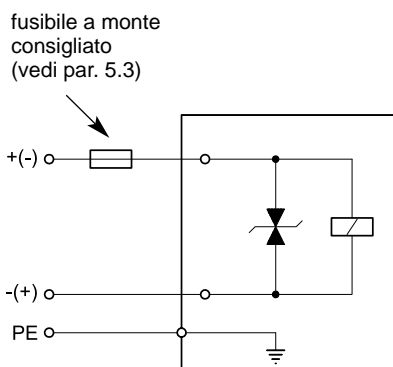 fusibile a monte
consigliato
(vedi par. 5.3)
+(-)
-(+)
PE